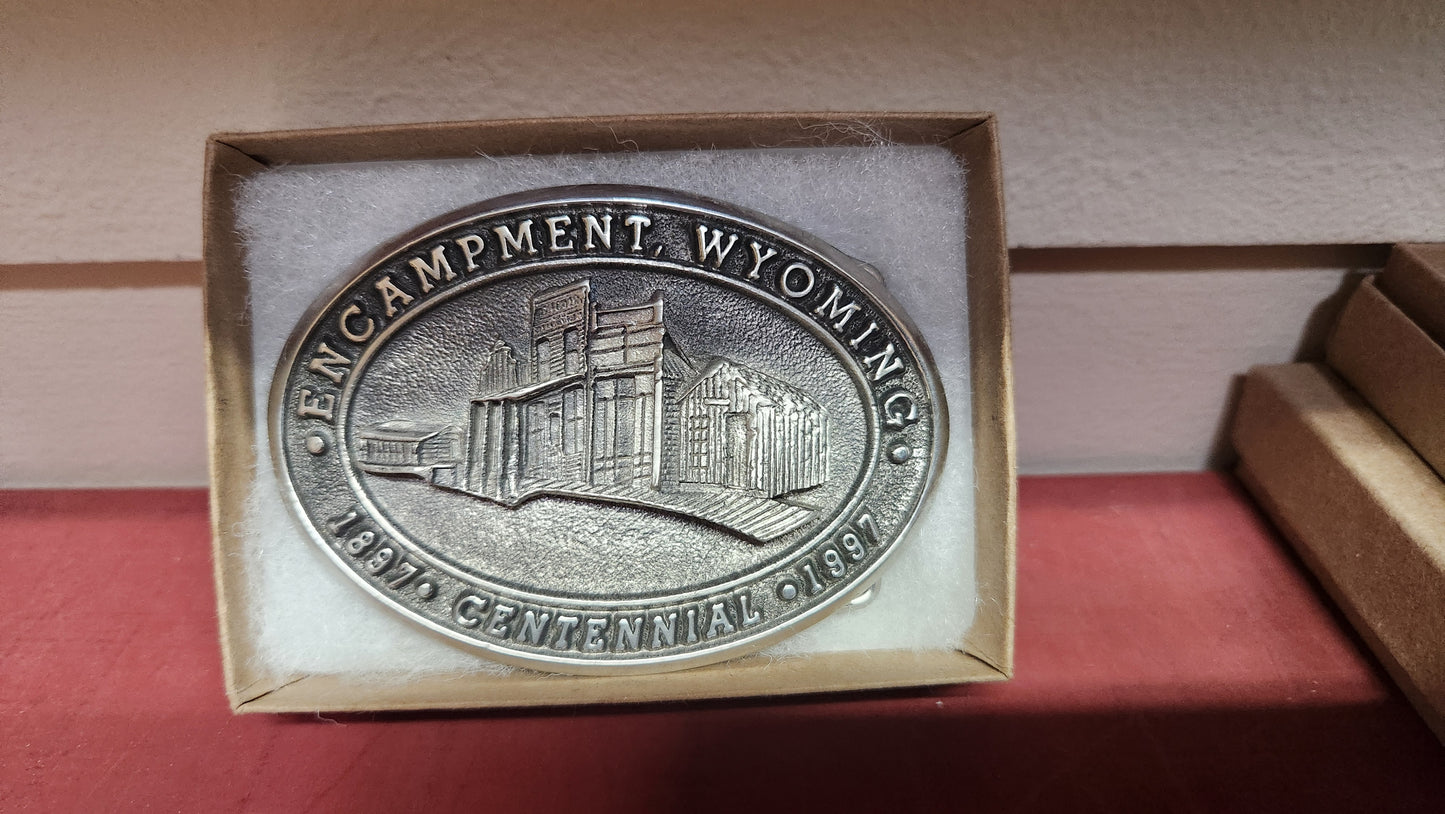 ENCAMPMENT, WYOMING
1897 • CENTENNIAL • 1997